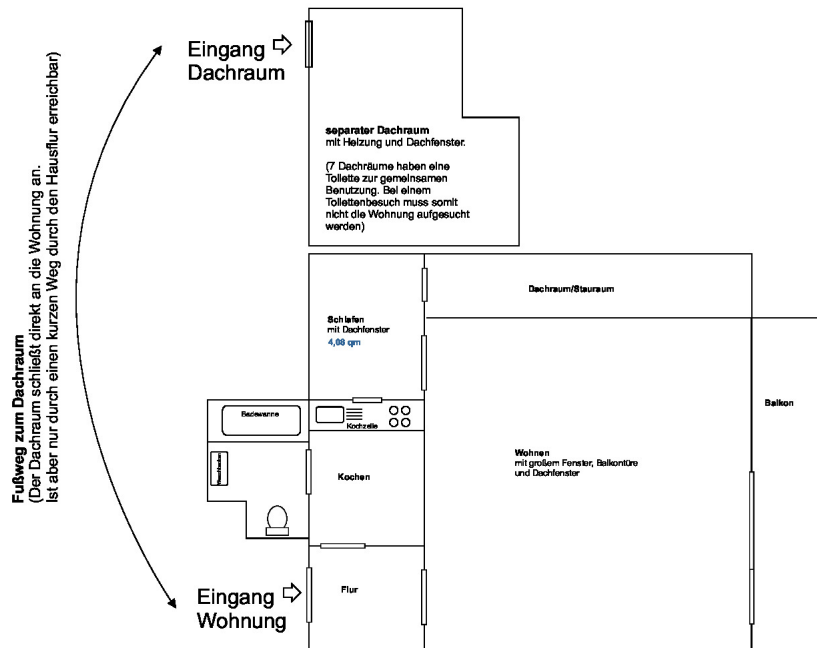 Eingang
Dachraum
separater Dachraum
mit Heizung und Dachfenster.
(7 Dachräume haben eine
Toilette zur gemeinsamen
Benutzung. Bei einem
Toilettenbesuch muss somit
nicht die Wohnung aufgesucht
werden)
Fußweg zum Dachraum
(Der Dachraum schließt direkt an die Wohnung an.
Ist aber nur durch einen kurzen Weg durch den Hausflur erreichbar)
Dachraum/Stauraum
Schlafen
mit Dachfenster
4,68 qm
Balkon
Badewanne
Kochzeile
Wohnen
mit großem Fenster, Balkontüre
und Dachfenster
Waschbecken
Kochen
Flur
Eingang
Wohnung